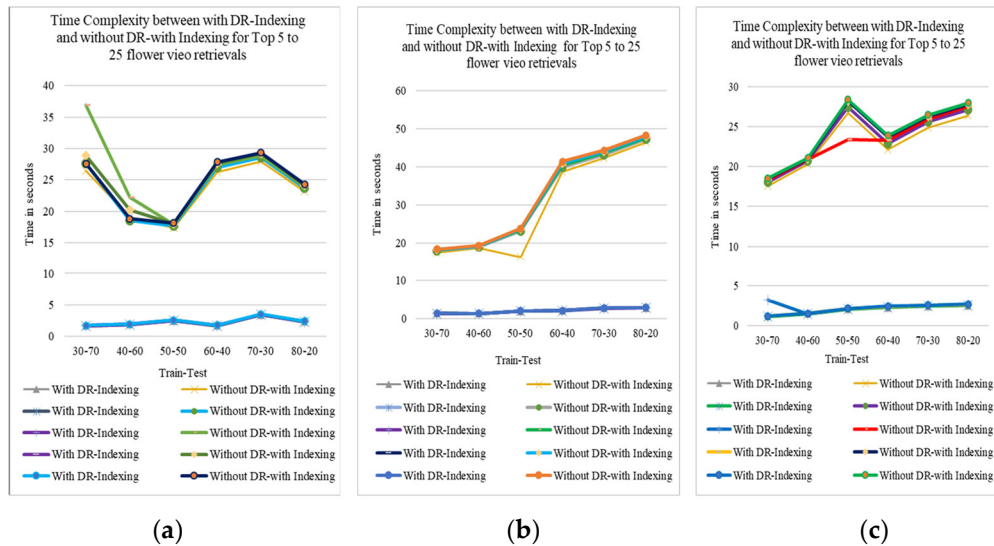 Time Complexity between with DR-Indexing
and without DR-with Indexing for Top 5 to
25 flower vieo retrievals
Time in seconds
40
35
30
25
20
15
10
5
0
30-70 40-60 50-50 60-40 70-30 80-20
Train-Test
With DR-Indexing Without DR-with Indexing
With DR-Indexing Without DR-with Indexing
With DR-Indexing Without DR-with Indexing
With DR-Indexing Without DR-with Indexing
With DR-Indexing Without DR-with Indexing
(a)
Time Complexity between with DR-Indexing
and without DR-with Indexing for Top 5 to 25
flower vieo retrievals
Time in seconds
60
50
40
30
20
10
0
30-70 40-60 50-50 60-40 70-30 80-20
Train-Test
With DR-Indexing Without DR-with Indexing
With DR-Indexing Without DR-with Indexing
With DR-Indexing Without DR-with Indexing
With DR-Indexing Without DR-with Indexing
With DR-Indexing Without DR-with Indexing
(b)
Time Complexity between with DR-Indexing
and without DR-with Indexing for Top 5 to 25
flower vieo retrievals
Time in seconds
30
25
20
15
10
5
0
30-70 40-60 50-50 60-40 70-30 80-20
Train-Test
With DR-Indexing Without DR-with Indexing
With DR-Indexing Without DR-with Indexing
With DR-Indexing Without DR-with Indexing
With DR-Indexing Without DR-with Indexing
With DR-Indexing Without DR-with Indexing
(c)